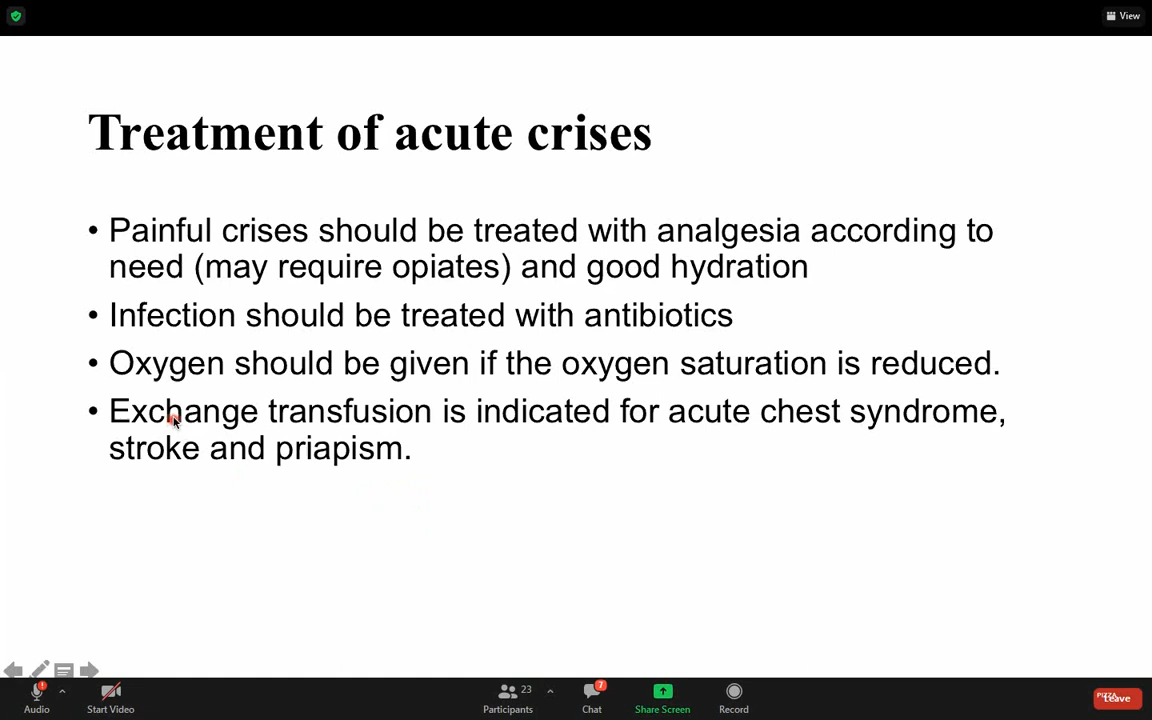 View
Treatment of acute crises
• Painful crises should be treated with analgesia according to
need (may require opiates) and good hydration
• Infection should be treated with antibiotics
• Oxygen should be given if the oxygen saturation is reduced.
• Exchange transfusion is indicated for acute chest syndrome,
stroke and priapism.
23
7
PIZZA
Leave
Audio
Start Video
Participants
Chat
Share Screen
Record